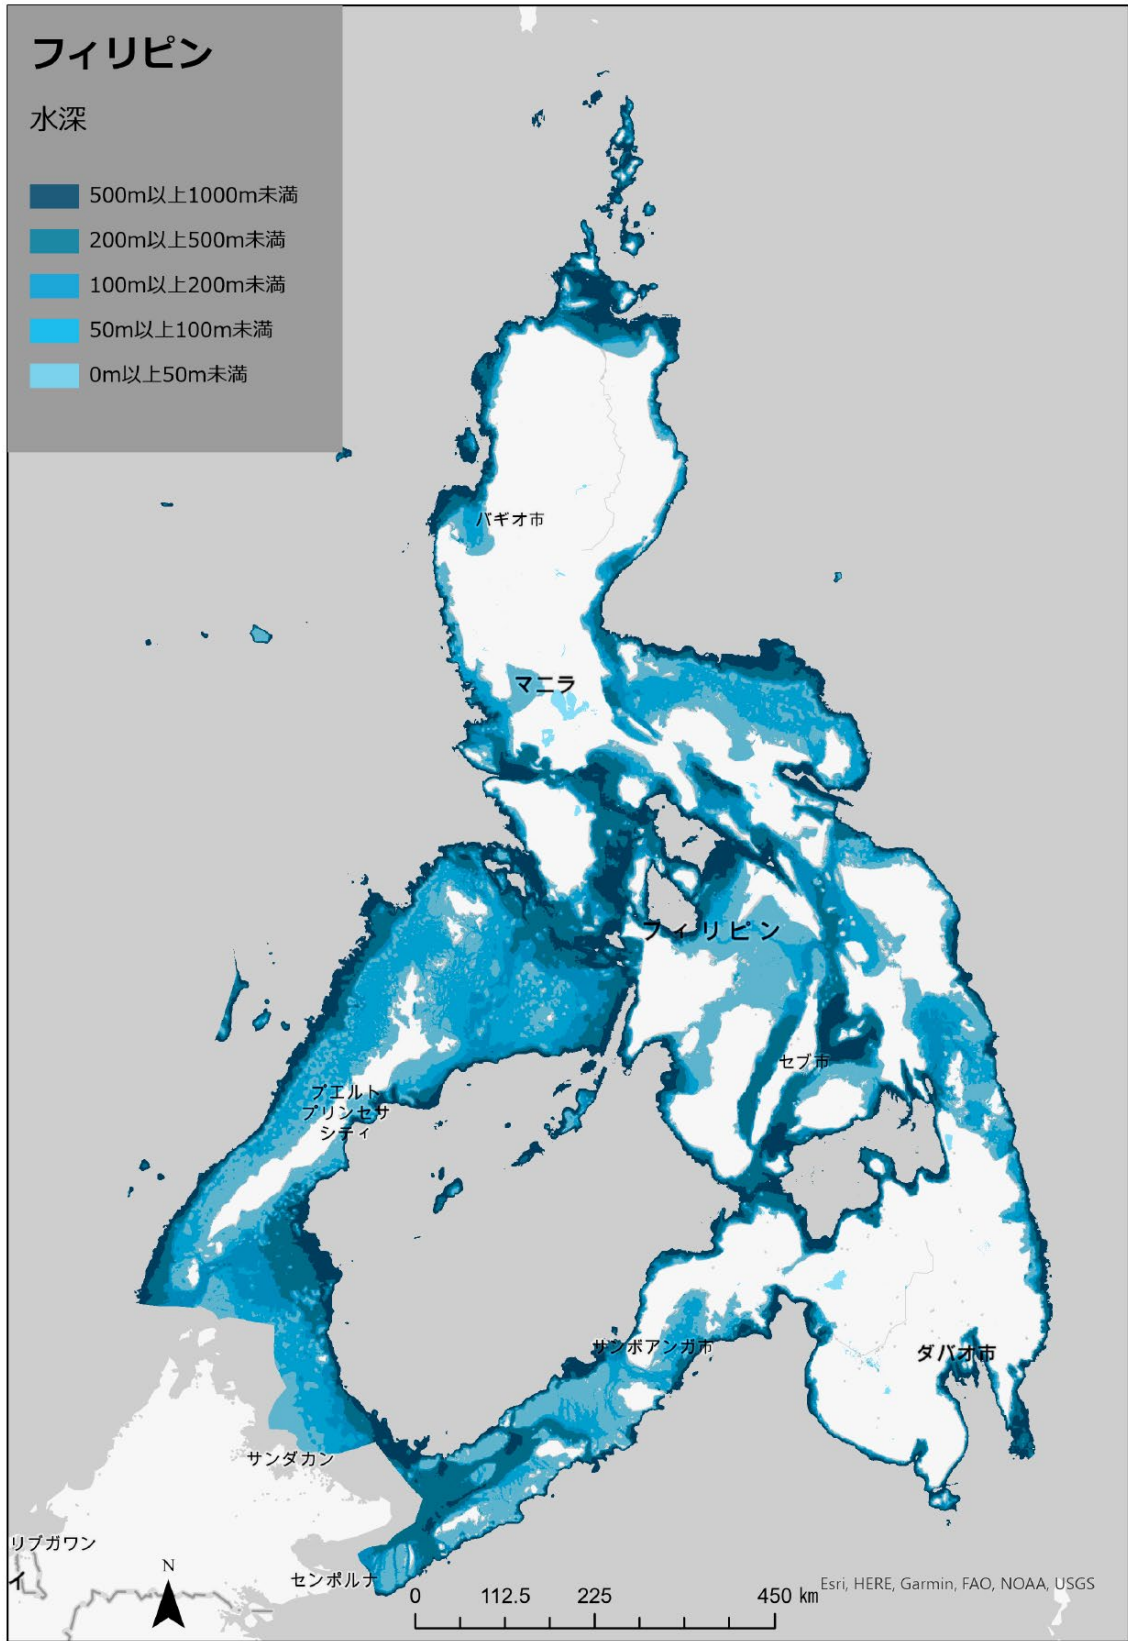 フィリピン
水深
500m以上1000m未満
200m以上500m未満
100m以上200m未満
50m以上100m未満
0m以上50m未満
バギオ市
マニラ
フィリピン
セブ市
プエルト
プリンセサ
シティ
サンボアンガ市
ダバオ市
サンダカン
リブガワン
イ
センポルナ
N
0 112.5 225 450 km
Esri, HERE, Garmin, FAO, NOAA, USGS